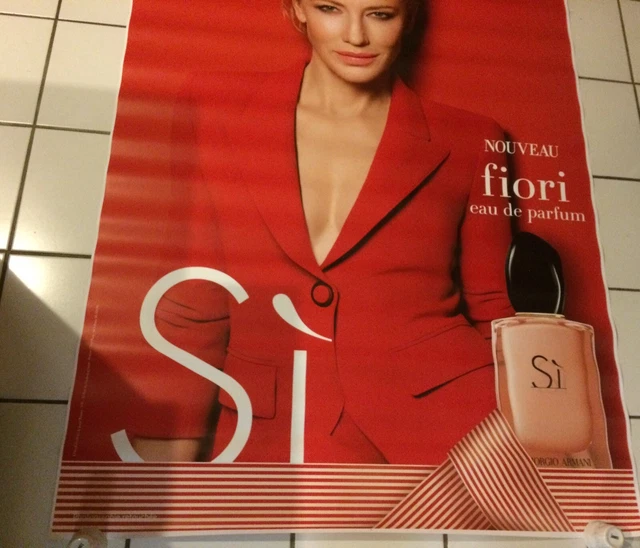 NOUVEAU
fiori
eau de parfum
Sì
Sì
GIORGIO ARMANI